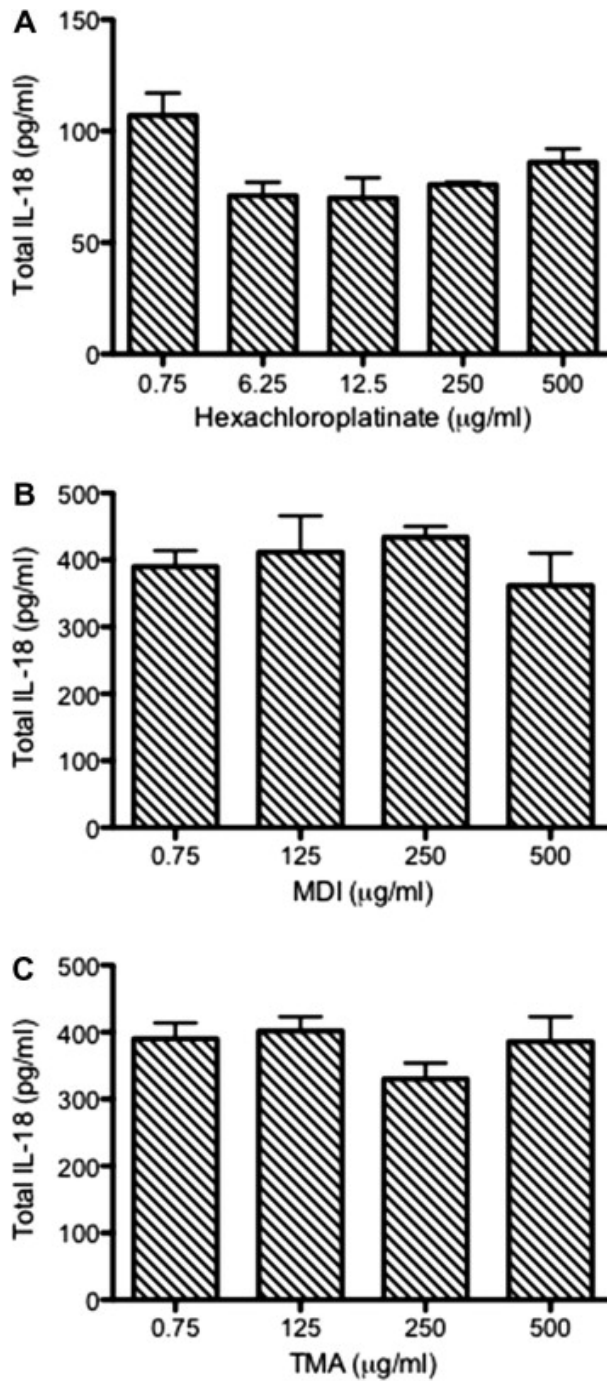 A
Total IL-18 (pg/ml)
150
100
50
0
0.75 6.25 12.5 250 500
Hexachloroplatinate (μg/ml)
B
Total IL-18 (pg/ml)
500
400
300
200
100
0
0.75 125 250 500
MDI (μg/ml)
C
Total IL-18 (pg/ml)
500
400
300
200
100
0
0.75 125 250 500
TMA (μg/ml)